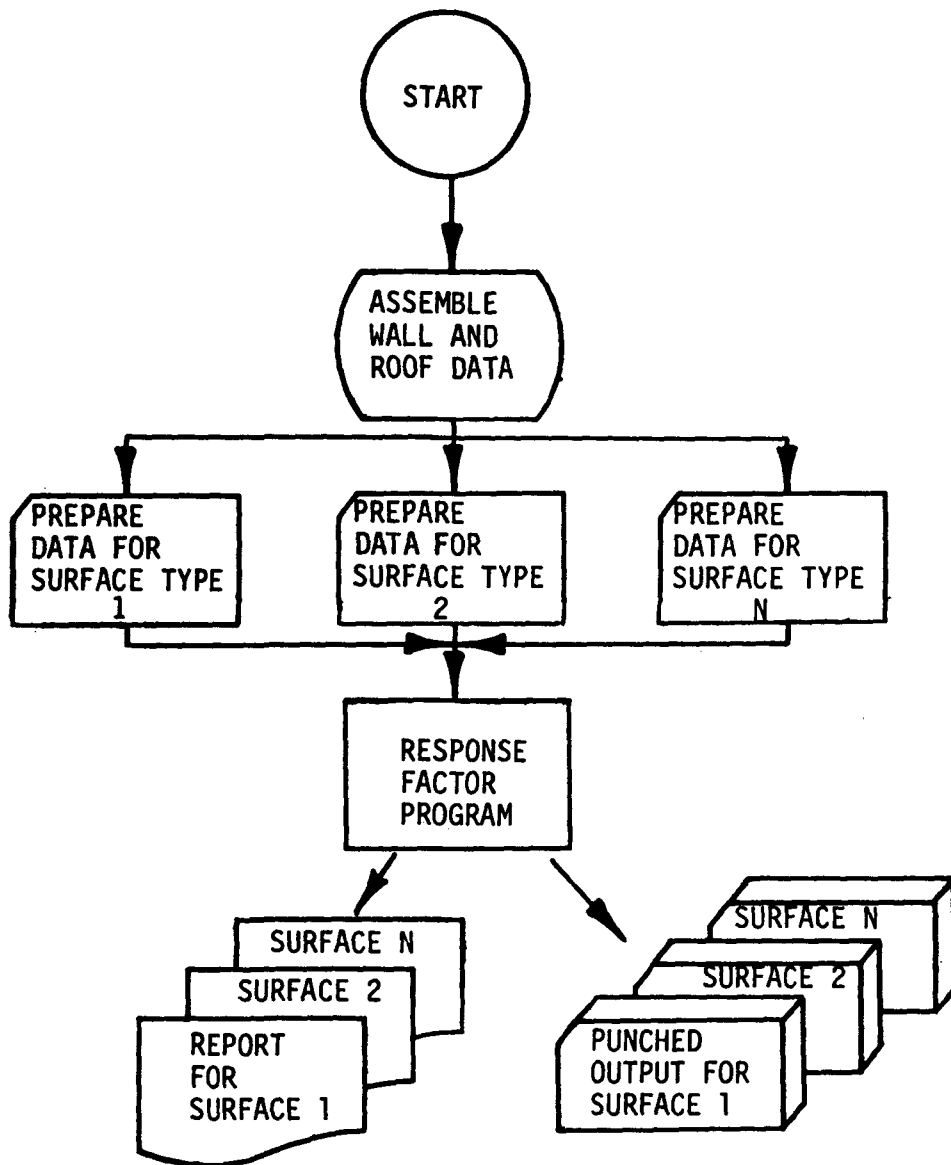 START
ASSEMBLE
WALL AND
ROOF DATA
PREPARE
DATA FOR
SURFACE TYPE
1
PREPARE
DATA FOR
SURFACE TYPE
2
PREPARE
DATA FOR
SURFACE TYPE
N
RESPONSE
FACTOR
PROGRAM
SURFACE N
SURFACE 2
REPORT
FOR
SURFACE 1
SURFACE N
SURFACE 2
PUNCHED
OUTPUT FOR
SURFACE 1